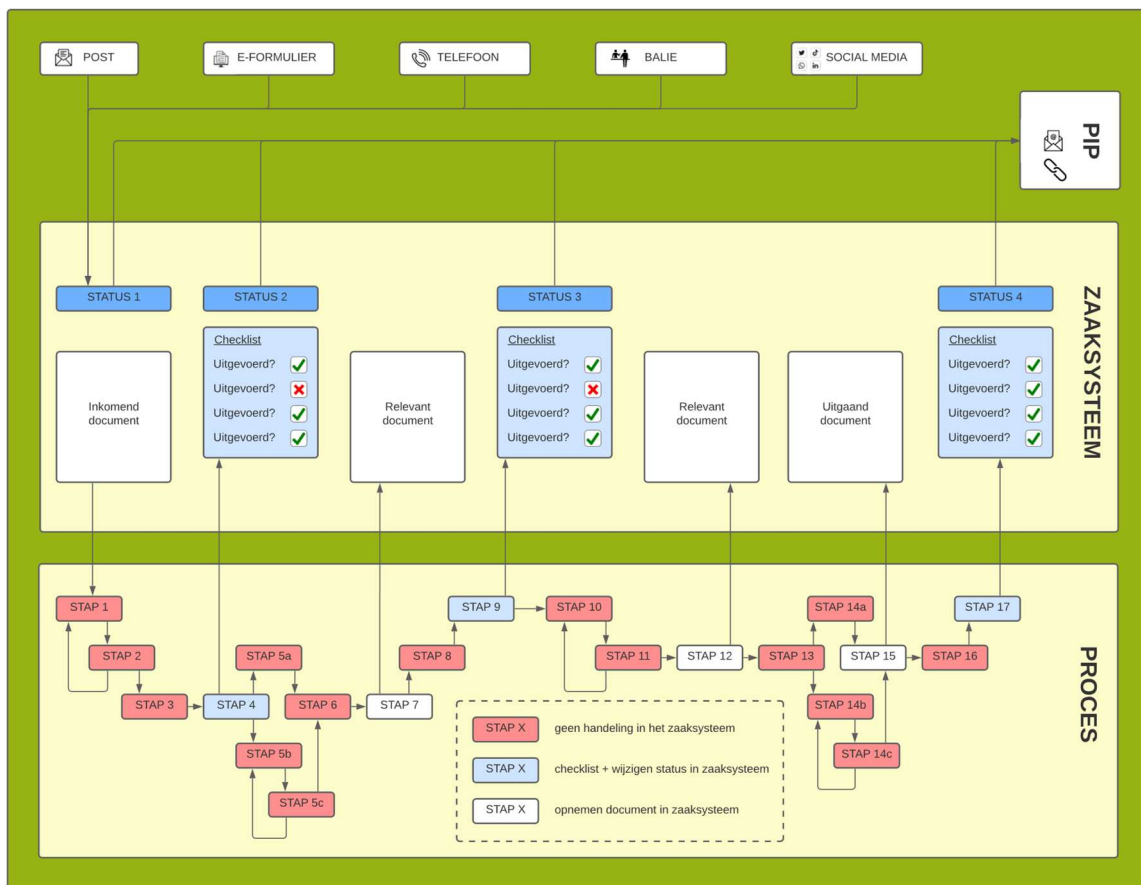 POST
E-FORMULIER
TELEFOON
BALIE
SOCIAL MEDIA
PIP
ZAAKSYSTEEM
STATUS 1
STATUS 2
STATUS 3
STATUS 4
Inkomend
document
Checklist
Uitgevoerd?
Uitgevoerd?
Uitgevoerd?
Uitgevoerd?
Relevant
document
Checklist
Uitgevoerd?
Uitgevoerd?
Uitgevoerd?
Uitgevoerd?
Relevant
document
Uitgaand
document
Checklist
Uitgevoerd?
Uitgevoerd?
Uitgevoerd?
Uitgevoerd?
PROCES
STAP 1
STAP 2
STAP 3
STAP 4
STAP 5a
STAP 5b
STAP 5c
STAP 6
STAP 7
STAP 8
STAP 9
STAP 10
STAP 11
STAP 12
STAP 13
STAP 14a
STAP 14b
STAP 14c
STAP 15
STAP 16
STAP 17
STAP X geen handeling in het zaaksysteem
STAP X checklist + wijzigen status in zaaksysteem
STAP X opnemen document in zaaksysteem